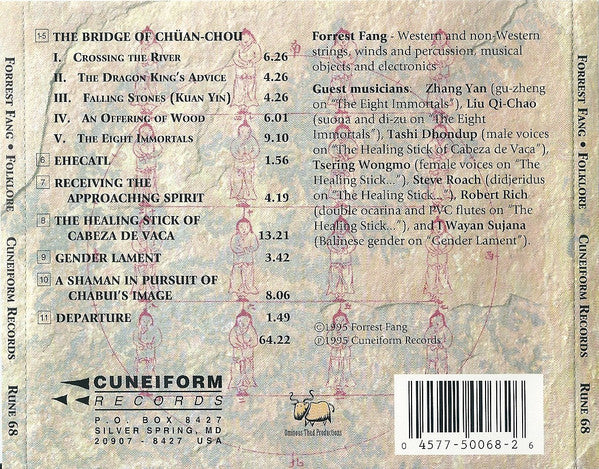 FORREST FANG • FOLKLORE CUNEIFORM RECORDS RUNE 68
1-5 THE BRIDGE OF CHÜAN-CHOU
I. CROSSING THE RIVER 6.26
II. THE DRAGON KING'S ADVICE 4.26
III. FALLING STONES (KUAN YIN) 4.26
IV. AN OFFERING OF WOOD 6.01
V. THE EIGHT IMMORTALS 9.10
6 EHECATL 1.56
7 RECEIVING THE
APPROACHING SPIRIT 4.19
8 THE HEALING STICK OF
CABEZA DE VACA 13.21
9 GENDER LAMENT 3.42
10 A SHAMAN IN PURSUIT OF
CHABUI'S IMAGE 8.06
11 DEPARTURE 1.49
64.22
CUNEIFORM
RECORDS
P.O. BOX 8427
SILVER SPRING, MD
20907 - 8427 USA
Forrest Fang - Western and non-Western
strings, winds and percussion, musical
objects and electronics
Guest musicians: Zhang Yan (gu-zheng
on "The Eight Immortals"), Liu Qi-Chao
(suona and di-zu on "The Eight
Immortals"), Tashi Dhondup (male voices
on "The Healing Stick of Cabeza de Vaca"),
Tsering Wongmo (female voices on "The
Healing Stick..."), Steve Roach (didjeridus
on "The Healing Stick..."), Robert Rich
(double ocarina and PVC flutes on "The
Healing Stick..."), and I Wayan Sujana
(Balinese gender on "Gender Lament").
©1995 Forrest Fang
℗1995 Cuneiform Records
Ominous Thud Productions
0 4577-50068-2 6
FORREST FANG • FOLKLORE CUNEIFORM RECORDS RUNE 68